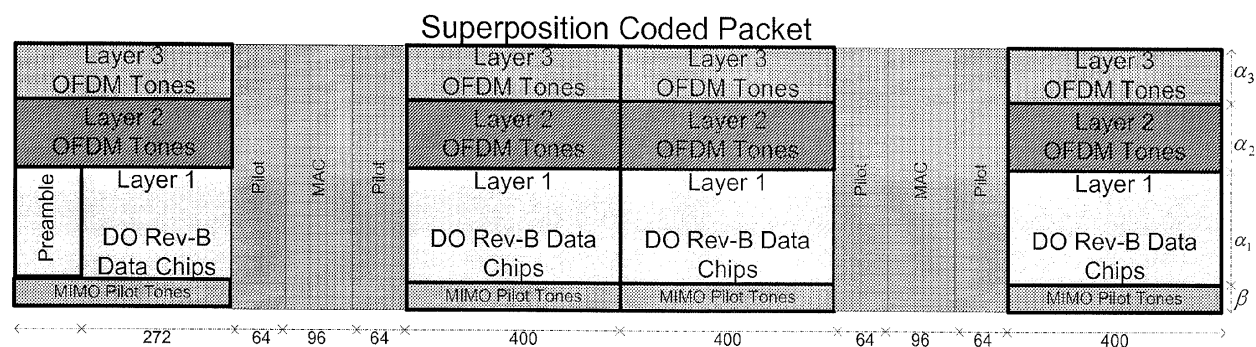 Superposition Coded Packet
Layer 3
OFDM Tones
Layer 2
OFDM Tones
Preamble
Layer 1
DO Rev-B
Data Chips
MIMO Pilot Tones
Pilot
MAC
Pilot
Layer 3
OFDM Tones
Layer 2
OFDM Tones
Layer 1
DO Rev-B Data
Chips
MIMO Pilot Tones
Layer 3
OFDM Tones
Layer 2
OFDM Tones
Layer 1
DO Rev-B Data
Chips
MIMO Pilot Tones
Pilot
MAC
Pilot
Layer 3
OFDM Tones
Layer 2
OFDM Tones
Layer 1
DO Rev-B Data
Chips
MIMO Pilot Tones
α₃
α₂
α₁
β
272 64 96 64 400 400 64 96 64 400